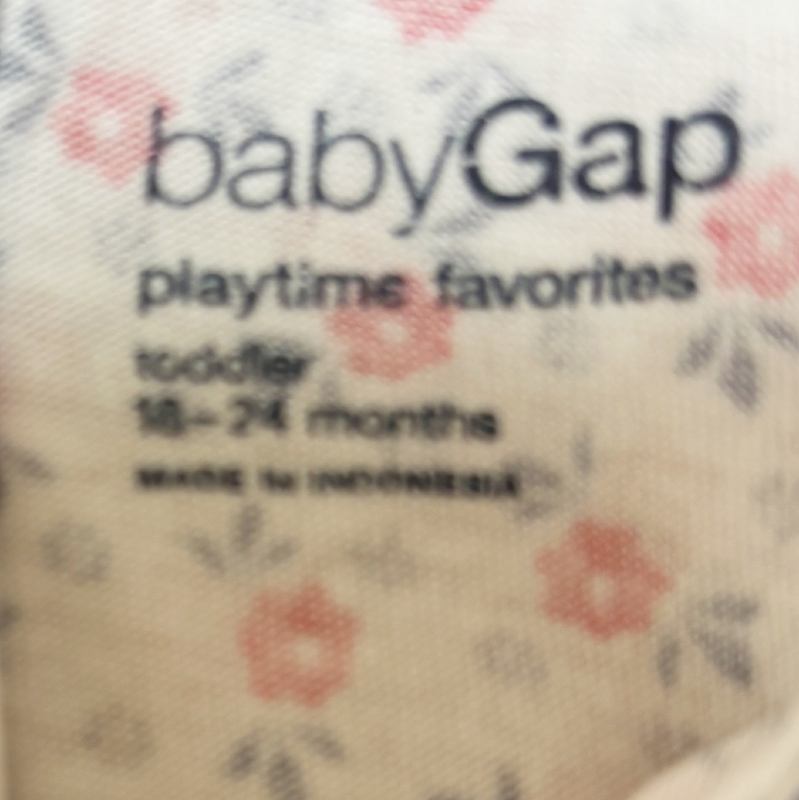 babyGap
playtime favorites
toddler
18-24 months
MADE IN INDONESIA